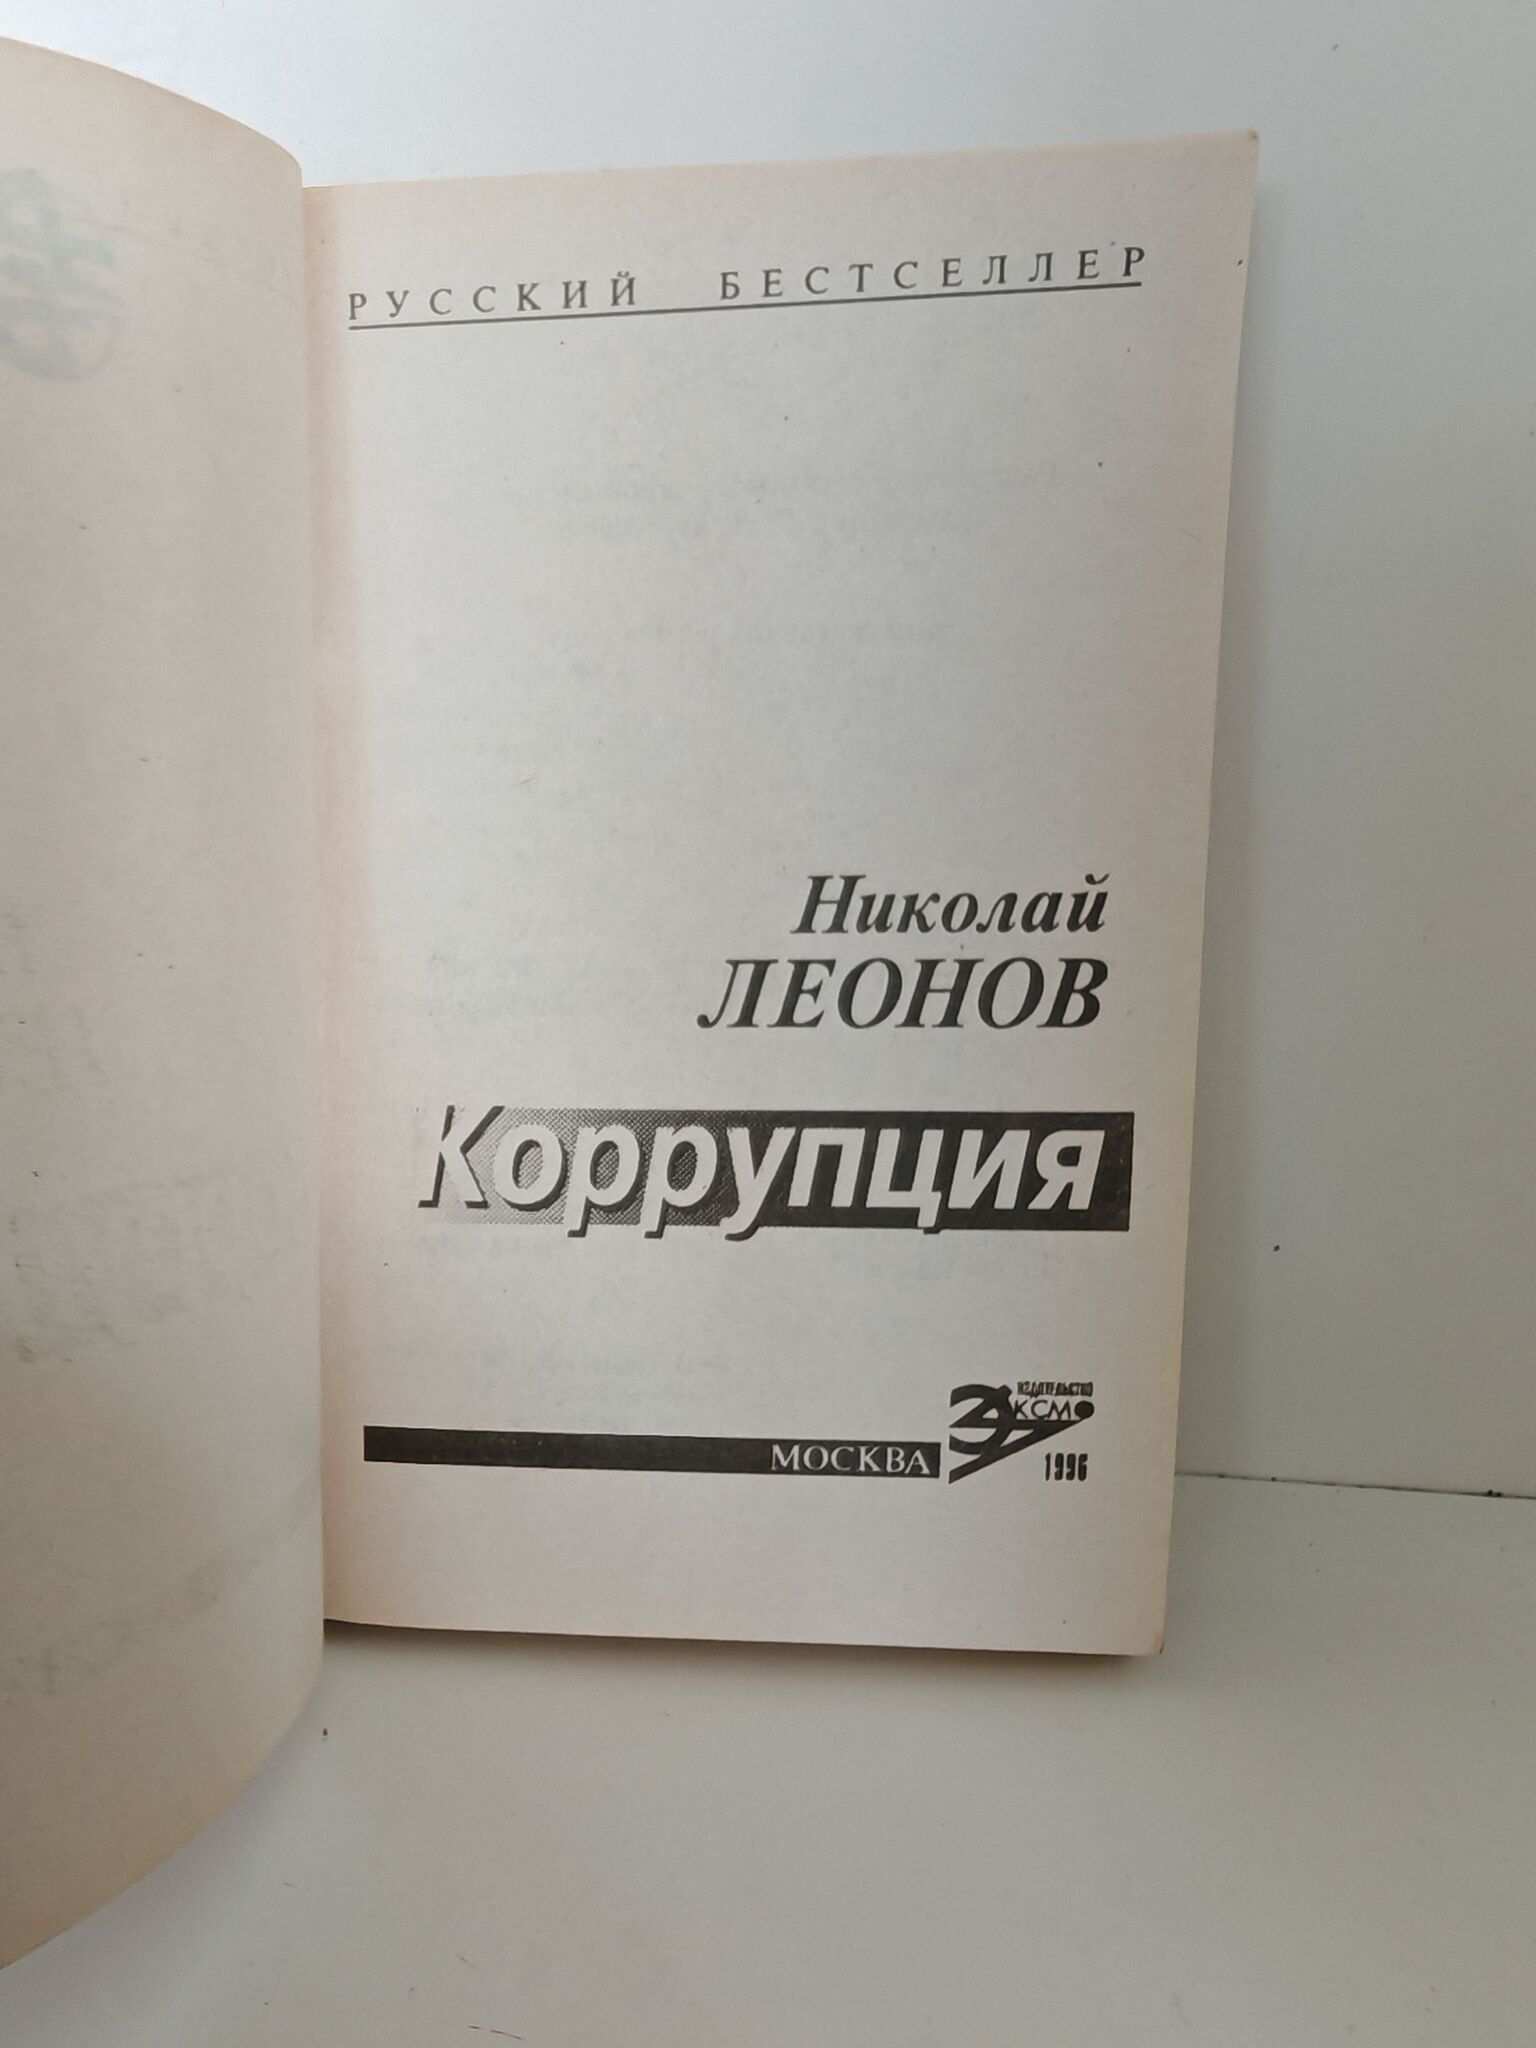 РУССКИЙ БЕСТСЕЛЛЕР
Николай
ЛЕОНОВ
Коррупция
МОСКВА
ИЗДАТЕЛЬСТВО
ЭКСМО
1996